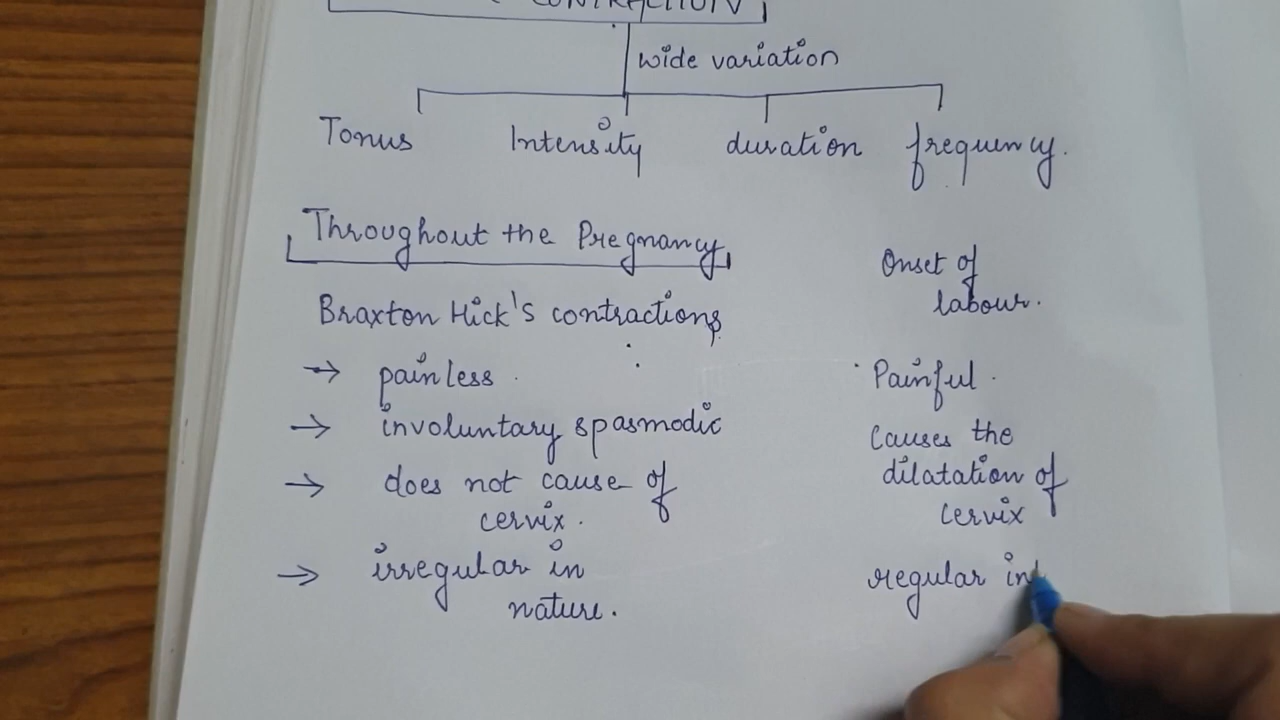 CONTRACTION
wide variation
Tonus Intensity duration frequency.
Throughout the Pregnancy
Onset of
labour.
Braxton Hick's contractions
→ painless. Painful.
→ involuntary spasmodic
causes the
dilatation of
cervix
→ does not cause of
cervix.
→ irregular in
nature.
regular in